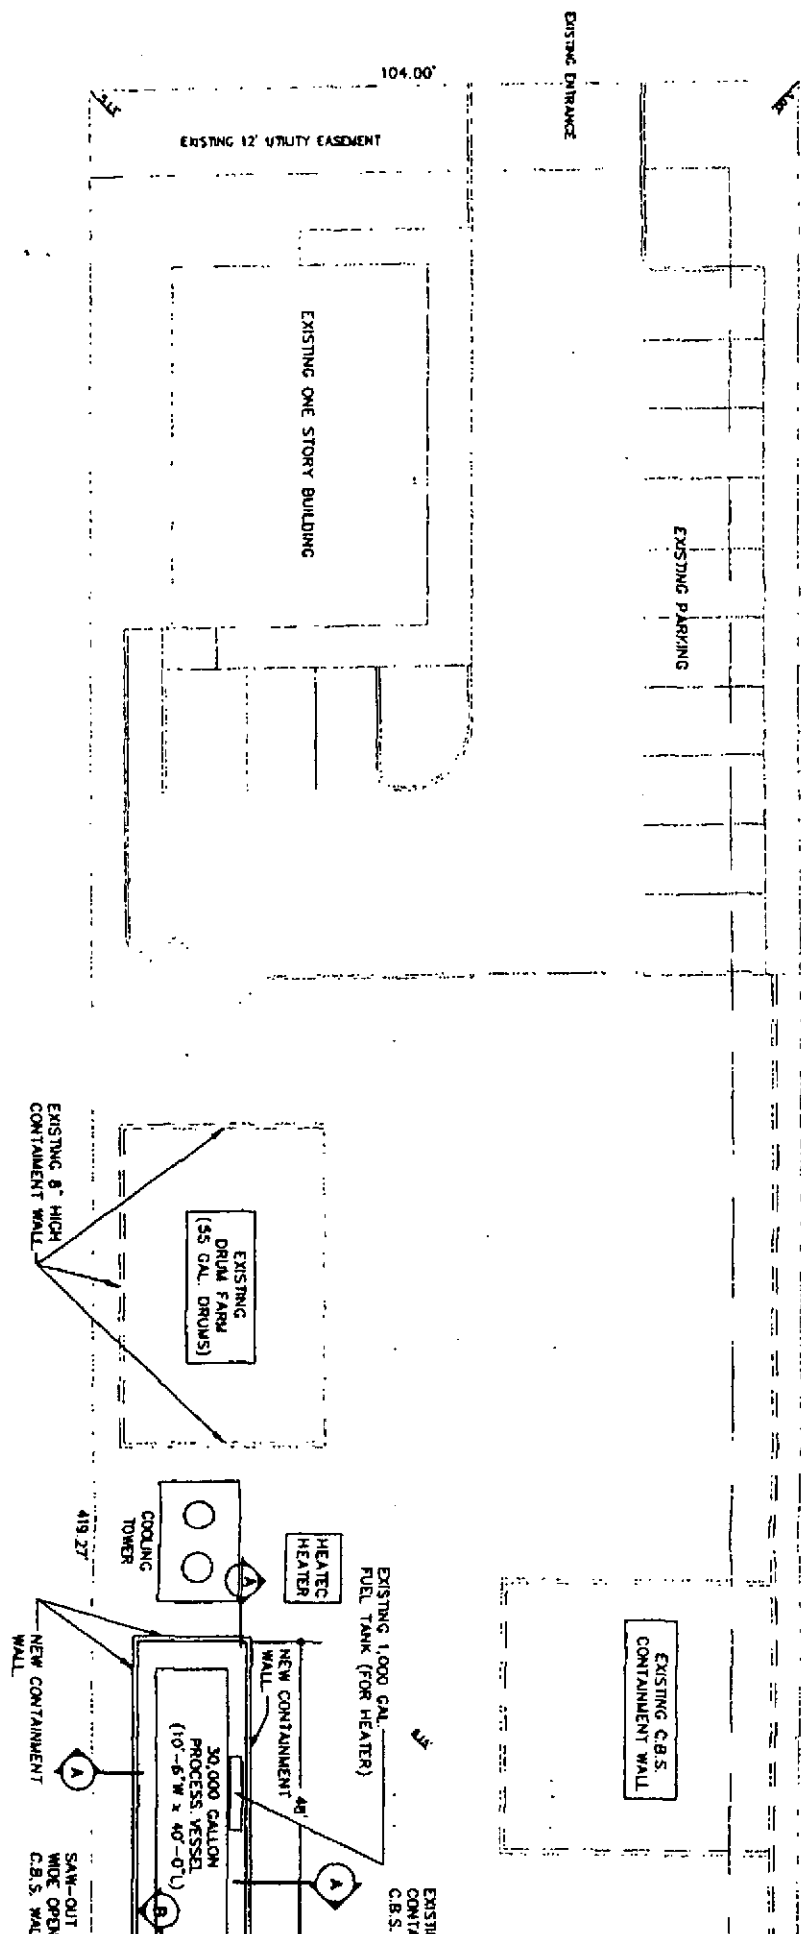 104.00'
EXISTING ENTRANCE
EXISTING 12' UTILITY EASEMENT
EXISTING ONE STORY BUILDING
EXISTING PARKING
EXISTING 8" HIGH
CONTAIMENT WALL
EXISTING
DRUM FARM
(55 GAL. DRUMS)
419.27'
COOLING
TOWER
HEATEC
HEATER
A
EXISTING 1,000 GAL.
FUEL TANK (FOR HEATER)
EXISTING C.B.S.
CONTAINMENT WALL
NEW CONTAINMENT
WALL
NEW CONTAINMENT
WALL
48'
30,000 GALLON
PROCESS VESSEL
(10'-6"W x 40'-0"L)
A
A
B
SAW-OUT
WIDE OPEN
C.B.S. WAL
EXISTI
CONTA
C.B.S.